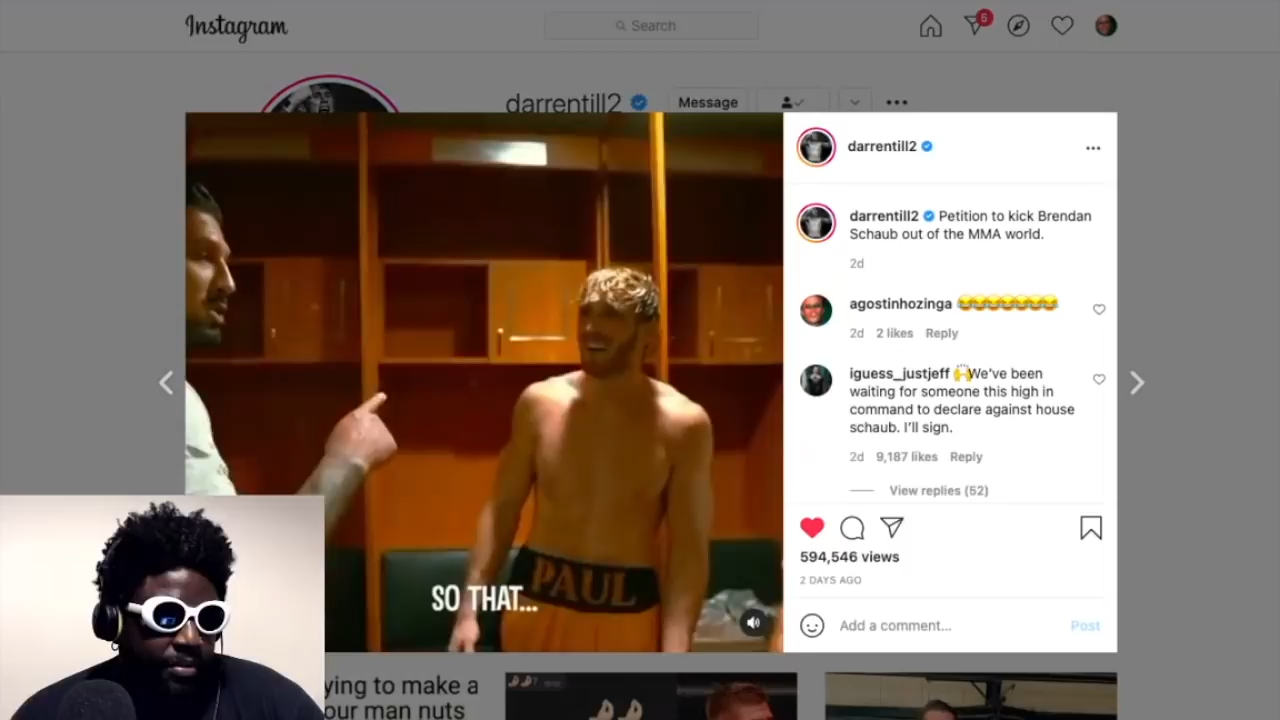 Instagram
Search
5
darrentill2
Message
darrentill2
darrentill2 Petition to kick Brendan
Schaub out of the MMA world.
2d
agostinhozinga 😂😂😂😂😂😂😂
2d 2 likes Reply
iguess_justjeff 🙌We've been
waiting for someone this high in
command to declare against house
schaub. I'll sign.
2d 9,187 likes Reply
View replies (52)
594,546 views
2 DAYS AGO
Add a comment...
Post
PAUL
SO THAT...
ying to make a
our man nuts